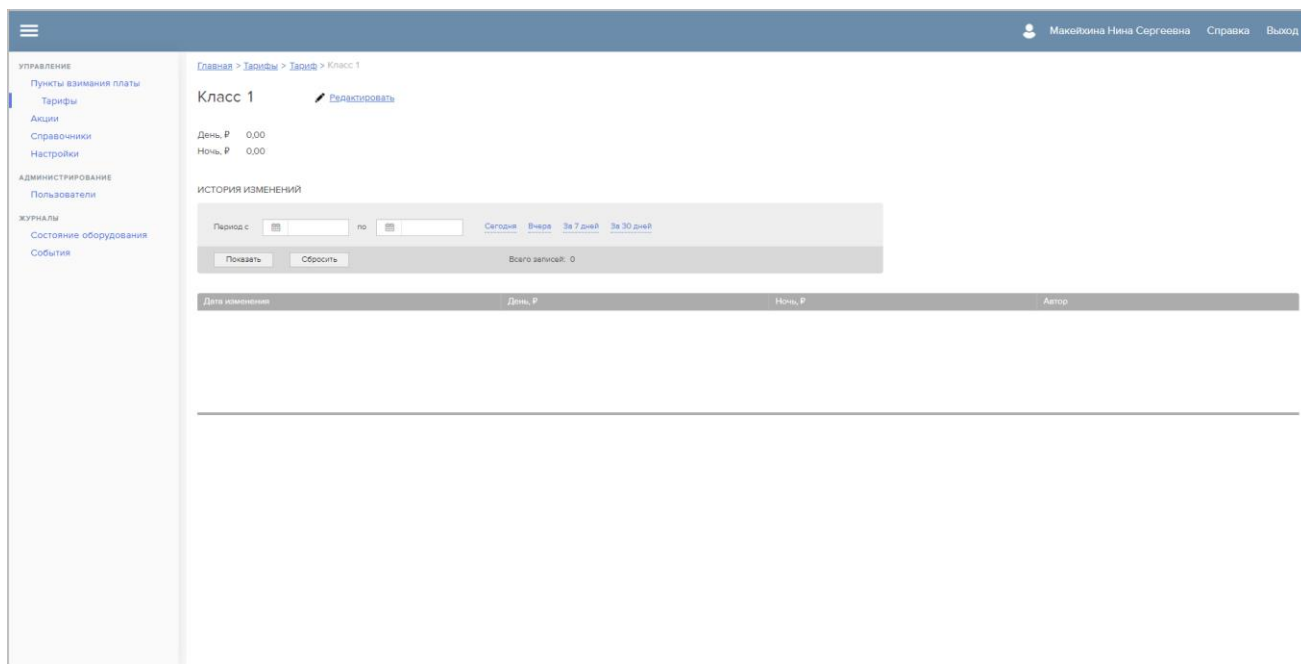 Макейхина Нина Сергеевна Справка Выход
УПРАВЛЕНИЕ
Пункты взимания платы
Тарифы
Акции
Справочники
Настройки
АДМИНИСТРИРОВАНИЕ
Пользователи
ЖУРНАЛЫ
Состояние оборудования
События
Главная > Тарифы > Тариф > Класс 1
Класс 1 Редактировать
День, ₽ 0,00
Ночь, ₽ 0,00
ИСТОРИЯ ИЗМЕНЕНИЙ
Период с по Сегодня Вчера За 7 дней За 30 дней
Показать Сбросить Всего записей: 0
Дата изменения День, ₽ Ночь, ₽ Автор